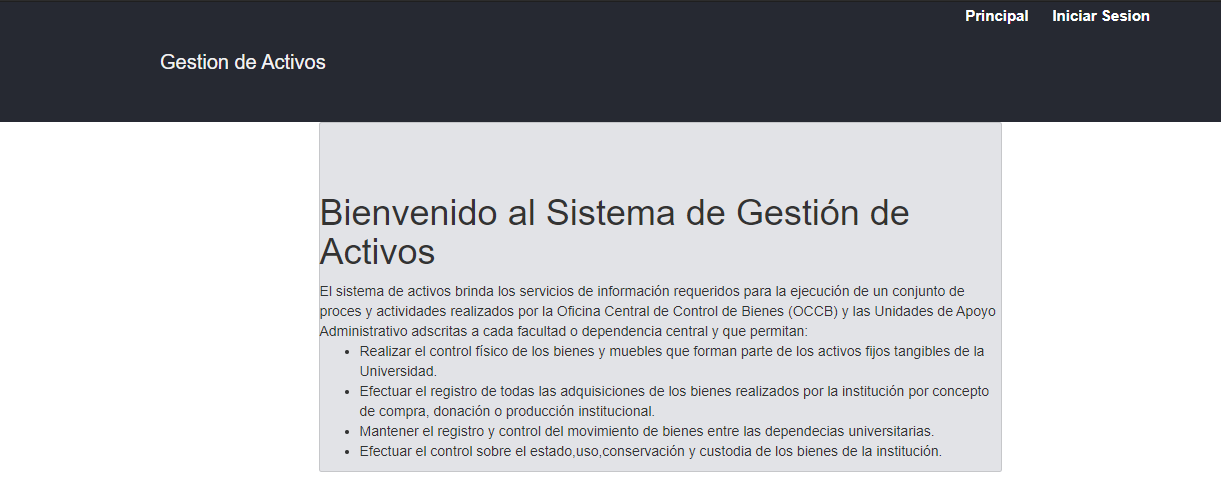 Principal Iniciar Sesion
Gestion de Activos
Bienvenido al Sistema de Gestión de
Activos
El sistema de activos brinda los servicios de información requeridos para la ejecución de un conjunto de
proces y actividades realizados por la Oficina Central de Control de Bienes (OCCB) y las Unidades de Apoyo
Administrativo adscritas a cada facultad o dependencia central y que permitan:
• Realizar el control físico de los bienes y muebles que forman parte de los activos fijos tangibles de la
Universidad.
• Efectuar el registro de todas las adquisiciones de los bienes realizados por la institución por concepto
de compra, donación o producción institucional.
• Mantener el registro y control del movimiento de bienes entre las dependecias universitarias.
• Efectuar el control sobre el estado,uso,conservación y custodia de los bienes de la institución.